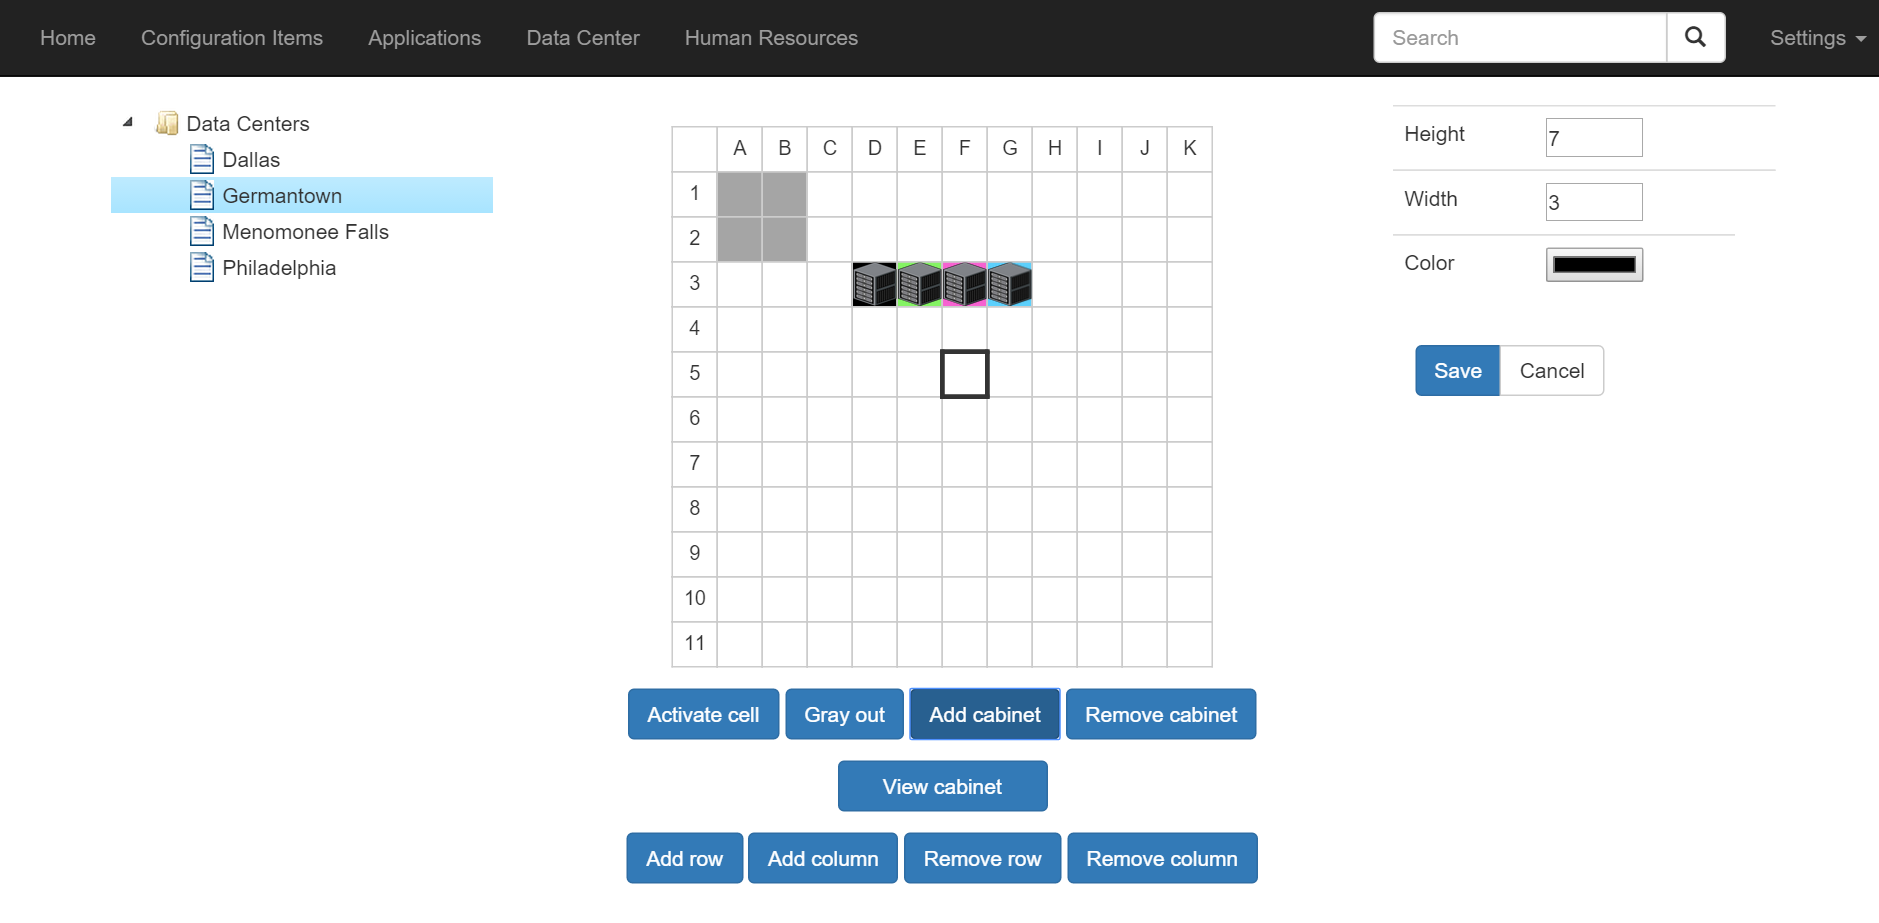 Home Configuration Items Applications Data Center Human Resources Search Settings
Data Centers
Dallas
Germantown
Menomonee Falls
Philadelphia
A B C D E F G H I J K
1
2
3
4
5
6
7
8
9
10
11
Activate cell Gray out Add cabinet Remove cabinet
View cabinet
Add row Add column Remove row Remove column
Height 7
Width 3
Color
Save Cancel